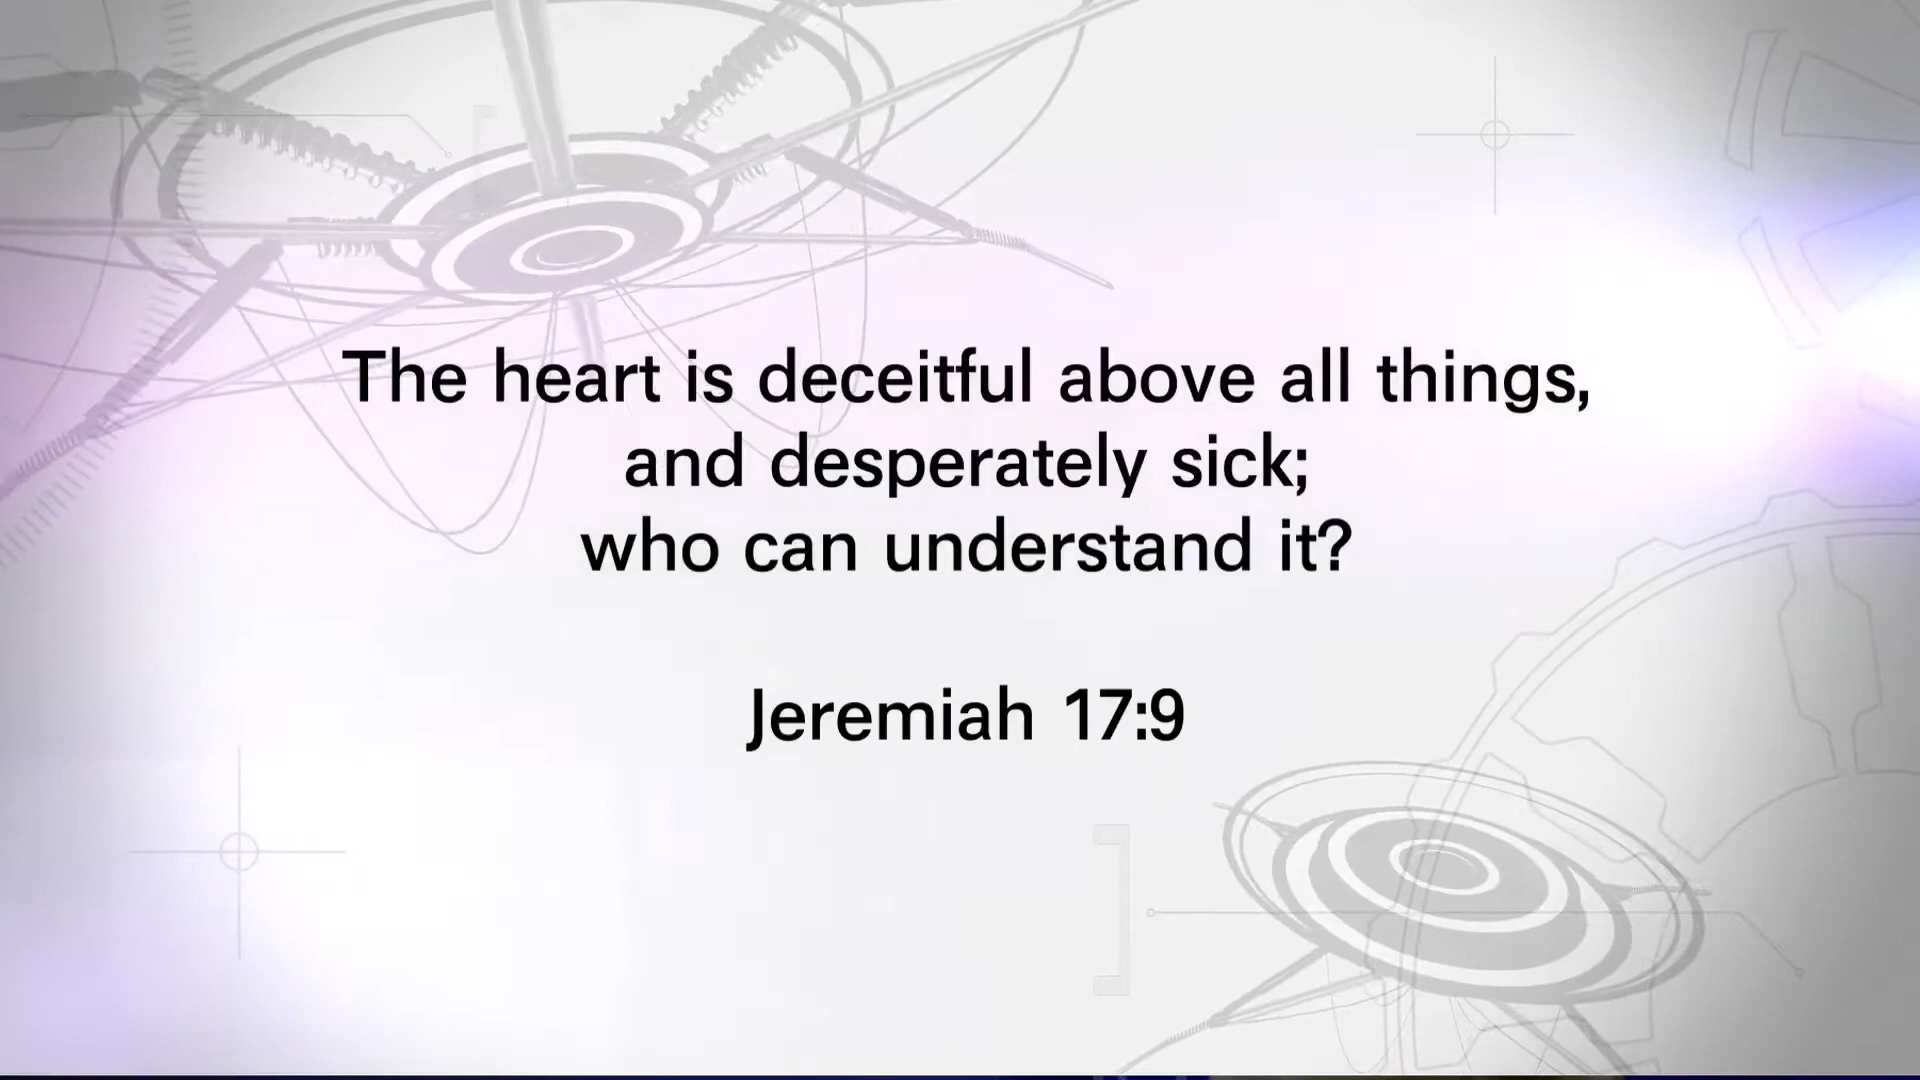 The heart is deceitful above all things,
and desperately sick;
who can understand it?
Jeremiah 17:9